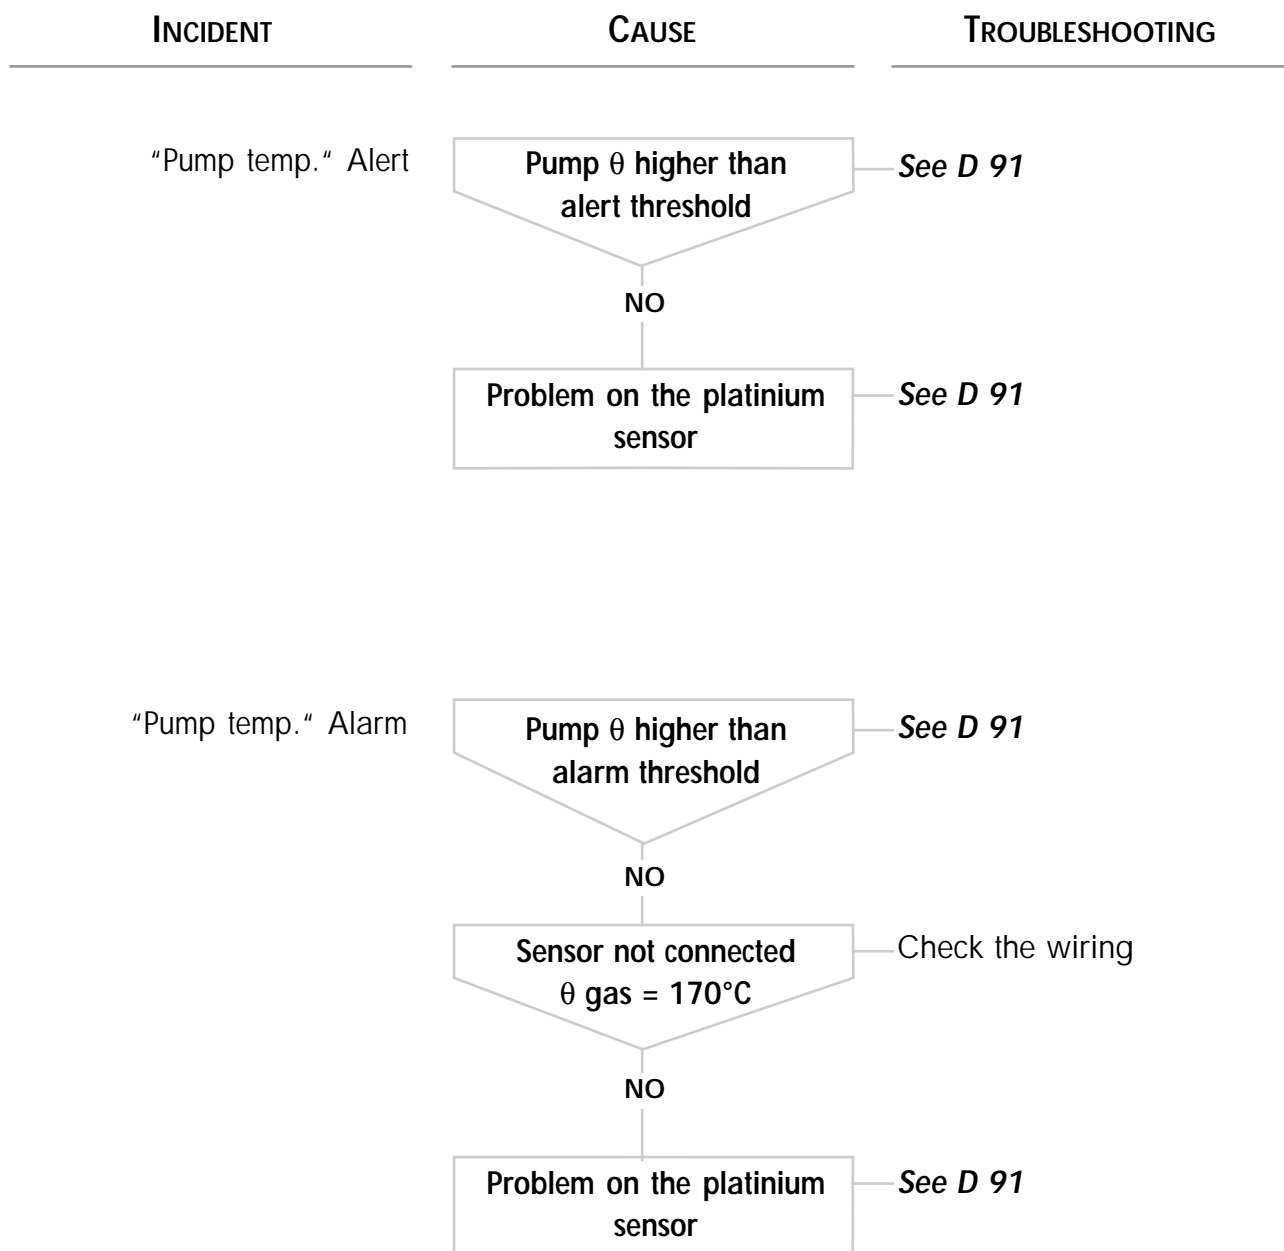 INCIDENT
CAUSE
TROUBLESHOOTING
"Pump temp." Alert
Pump θ higher than
alert threshold
See D 91
NO
Problem on the platinium
sensor
See D 91
"Pump temp." Alarm
Pump θ higher than
alarm threshold
See D 91
NO
Sensor not connected
θ gas = 170°C
Check the wiring
NO
Problem on the platinium
sensor
See D 91